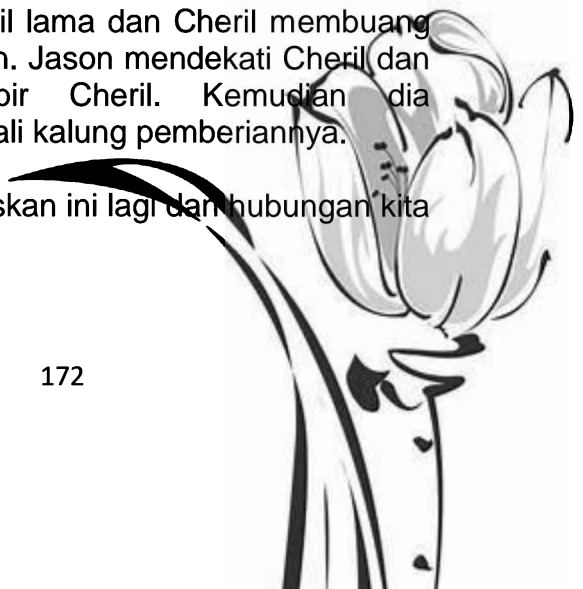 il lama dan Cheril membuang
n. Jason mendekati Cheril dan
bir Cheril. Kemudian dia
ali kalung pemberiannya.
skan ini lagi dan hubungan kita
172